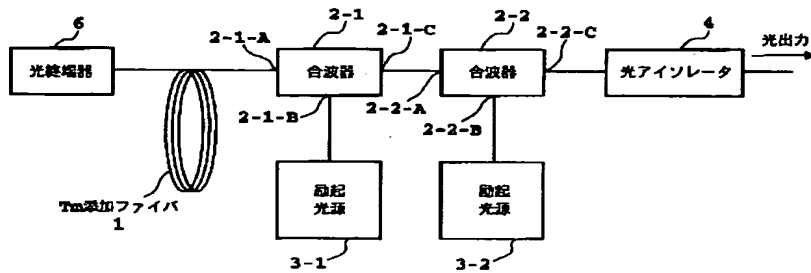 6
光終端器
2-1-A
2-1
合波器
2-1-C
2-1-B
2-2
合波器
2-2-A
2-2-C
2-2-B
4
光アイソレータ
光出力
Tm添加ファイバ
1
励起
光源
3-1
励起
光源
3-2